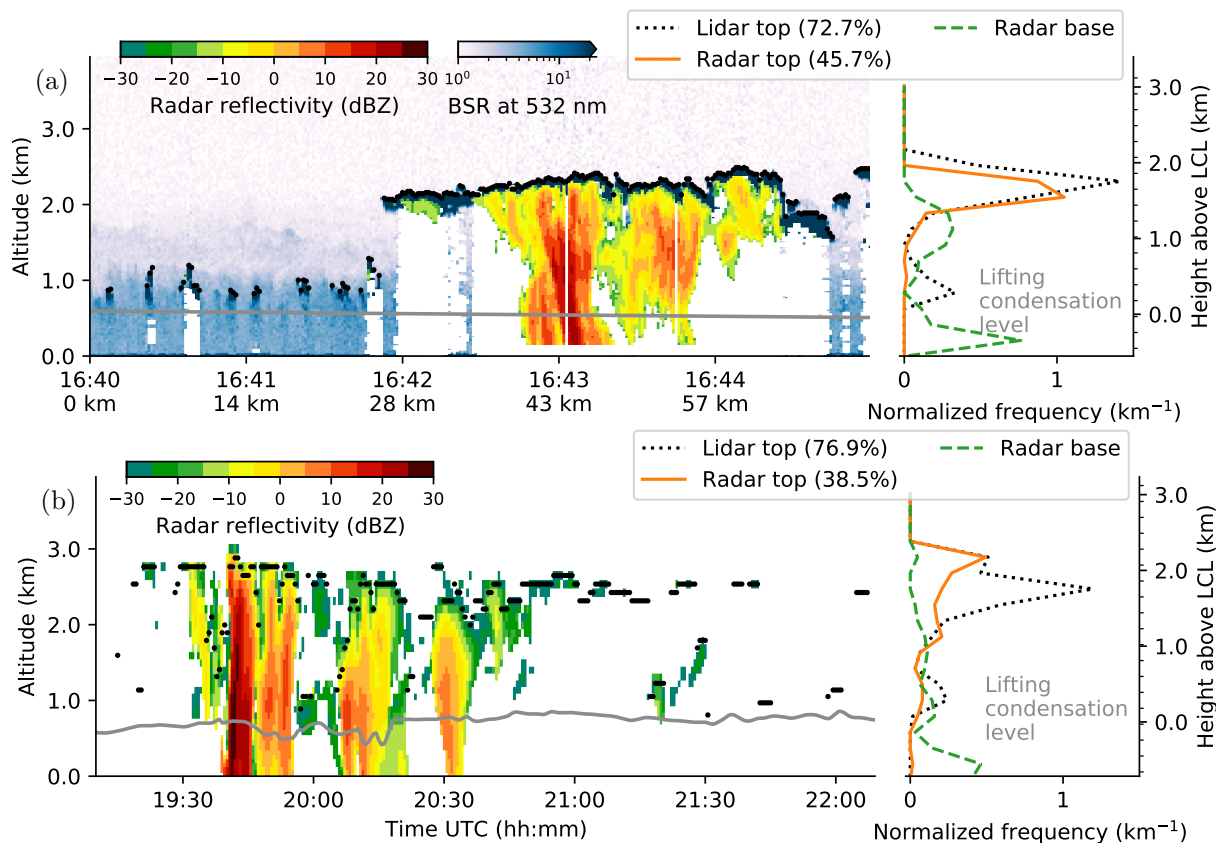 Lidar top (72.7%)
Radar base
Radar top (45.7%)
(a)
−30 −20 −10 0 10 20 30
Radar reflectivity (dBZ)
10⁰ 10¹
BSR at 532 nm
Altitude (km)
3.0
2.0
1.0
0.0
16:40 16:41 16:42 16:43 16:44
0 km 14 km 28 km 43 km 57 km
Lifting
condensation
level
3.0
2.0
1.0
0.0
Height above LCL (km)
0 1
Normalized frequency (km⁻¹)
Lidar top (76.9%)
Radar base
Radar top (38.5%)
(b)
−30 −20 −10 0 10 20 30
Radar reflectivity (dBZ)
Altitude (km)
3.0
2.0
1.0
0.0
19:30 20:00 20:30 21:00 21:30 22:00
Time UTC (hh:mm)
Lifting
condensation
level
3.0
2.0
1.0
0.0
Height above LCL (km)
0 1
Normalized frequency (km⁻¹)